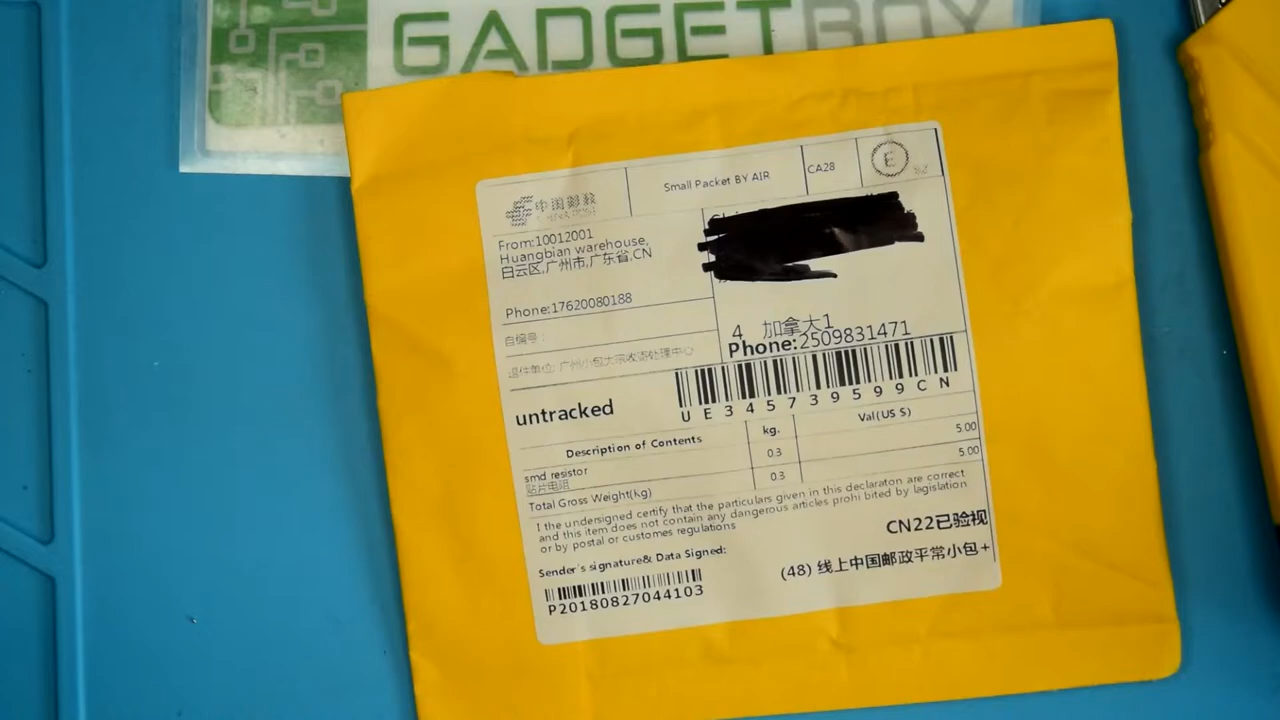 GADGETBOY
中国邮政
CHINA POST
Small Packet BY AIR
CA28
E
From:10012001
Huangbian warehouse,
白云区,广州市,广东省,CN
Phone:17620080188
自编号：
退件单位: 广州小包大宗收寄处理中心
4 加拿大1
Phone:2509831471
untracked
UE345739599CN
Description of Contents
kg.
Val(US $)
smd resistor
贴片电阻
0.3
5.00
Total Gross Weight(kg)
0.3
5.00
I the undersigned certify that the particulars given in this declaraton are correct
and this item does not contain any dangerous articles prohi bited by legislation
or by postal or customes regulations
Sender's signature& Data Signed:
CN22已验视
P20180827044103
(48) 线上中国邮政平常小包+